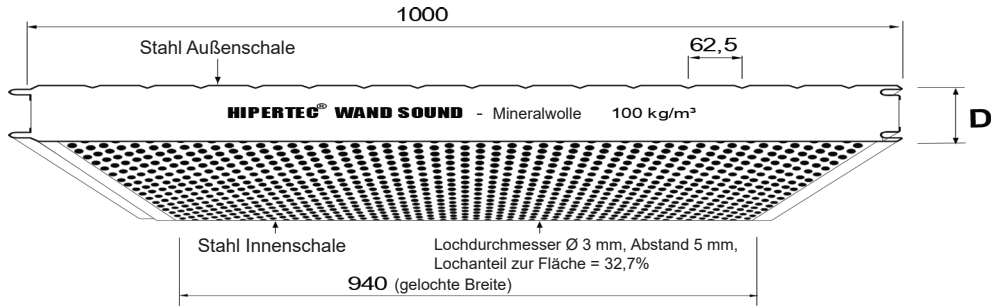 1000
Stahl Außenschale
62,5
HIPERTEC® WAND SOUND - Mineralwolle 100 kg/m³
D
Stahl Innenschale
Lochdurchmesser Ø 3 mm, Abstand 5 mm,
Lochanteil zur Fläche = 32,7%
940 (gelochte Breite)